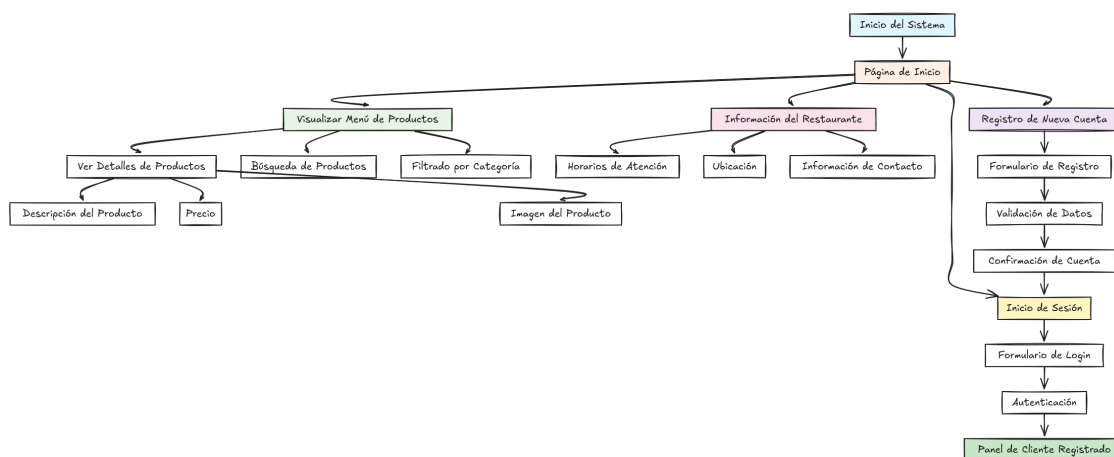 Inicio del Sistema
Página de Inicio
Visualizar Menú de Productos
Información del Restaurante
Registro de Nueva Cuenta
Ver Detalles de Productos
Búsqueda de Productos
Filtrado por Categoría
Horarios de Atención
Ubicación
Información de Contacto
Formulario de Registro
Descripción del Producto
Precio
Imagen del Producto
Validación de Datos
Confirmación de Cuenta
Inicio de Sesión
Formulario de Login
Autenticación
Panel de Cliente Registrado